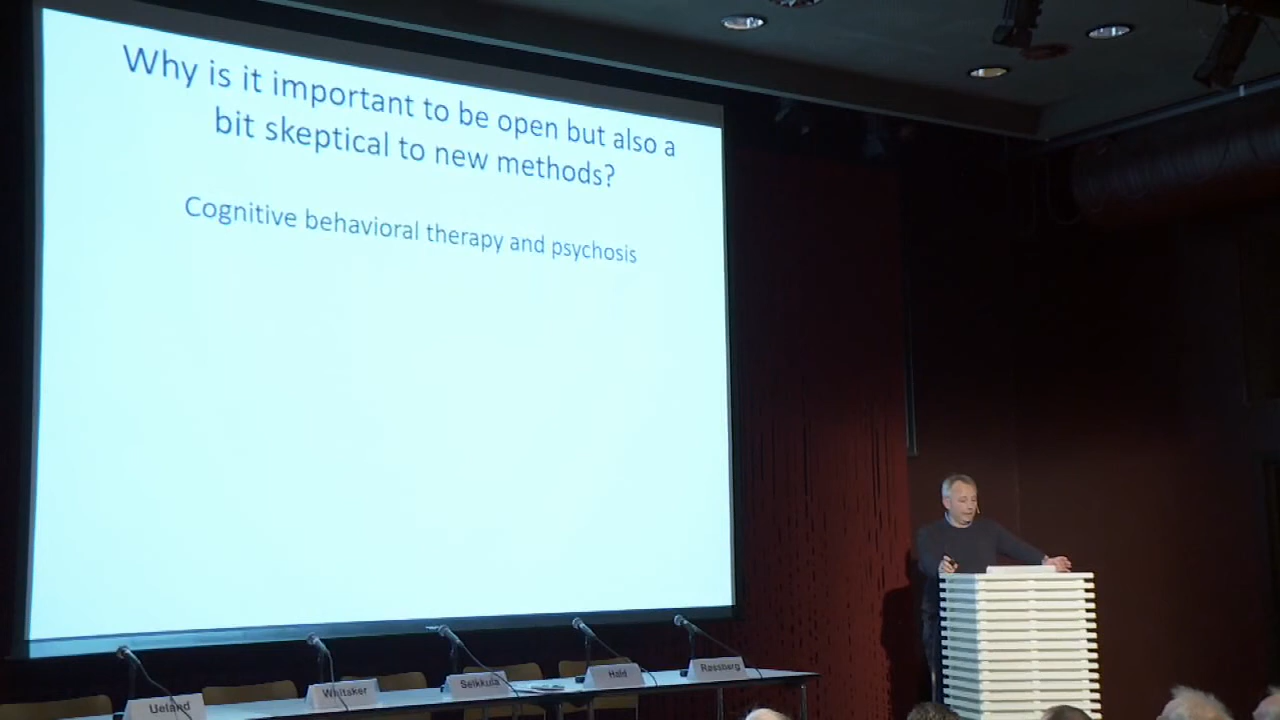 Why is it important to be open but also a
bit skeptical to new methods?
Cognitive behavioral therapy and psychosis
Ueland
Whitaker
Seikkula
Hald
Røssberg